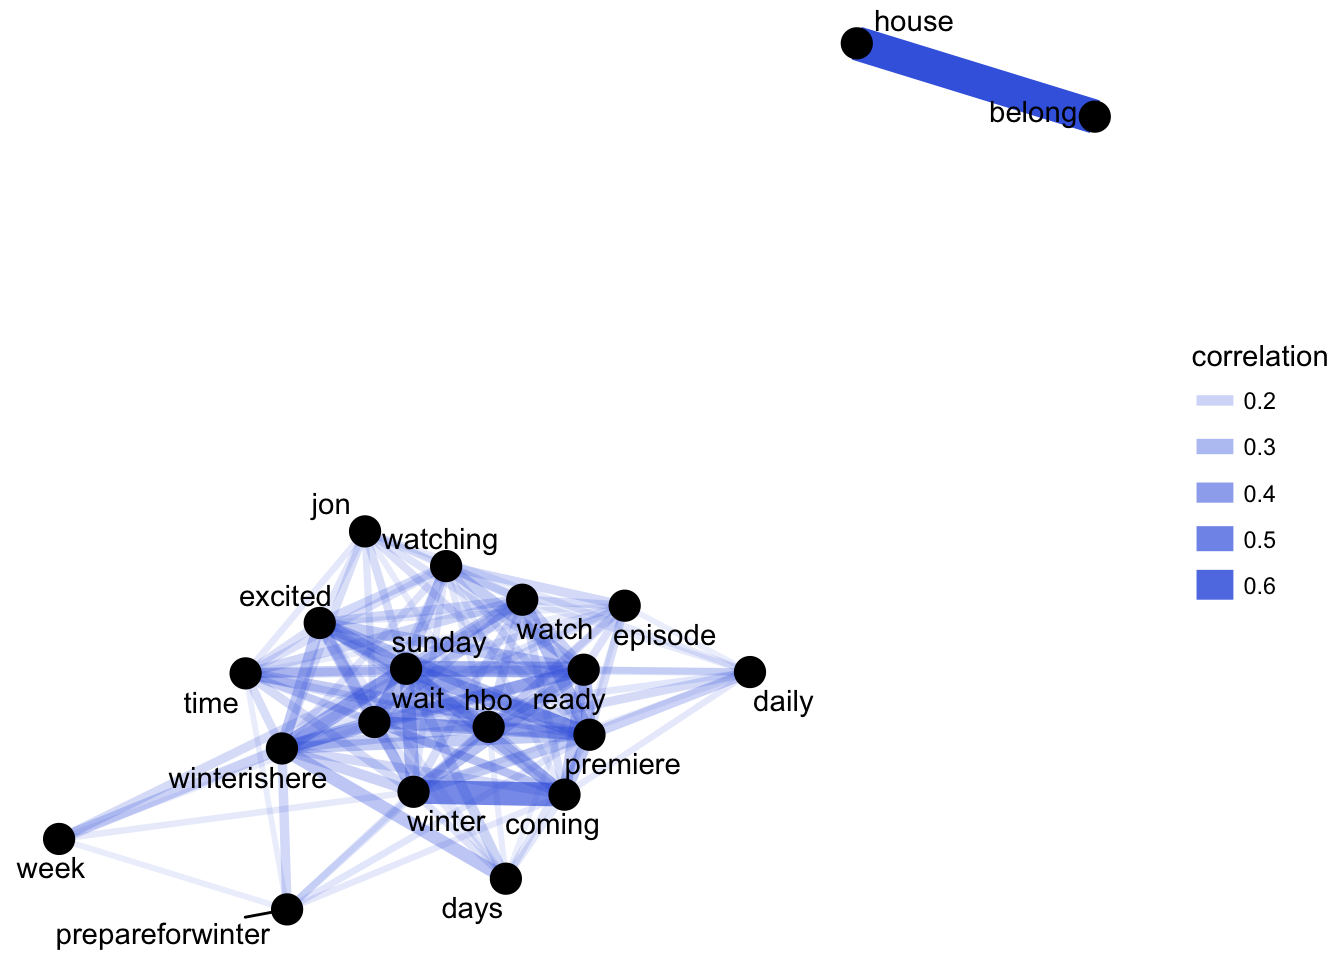 house
belong
correlation
0.2
0.3
0.4
0.5
0.6
jon
watching
excited
watch
episode
sunday
time
wait
hbo
ready
daily
winterishere
premiere
winter
coming
week
days
prepareforwinter